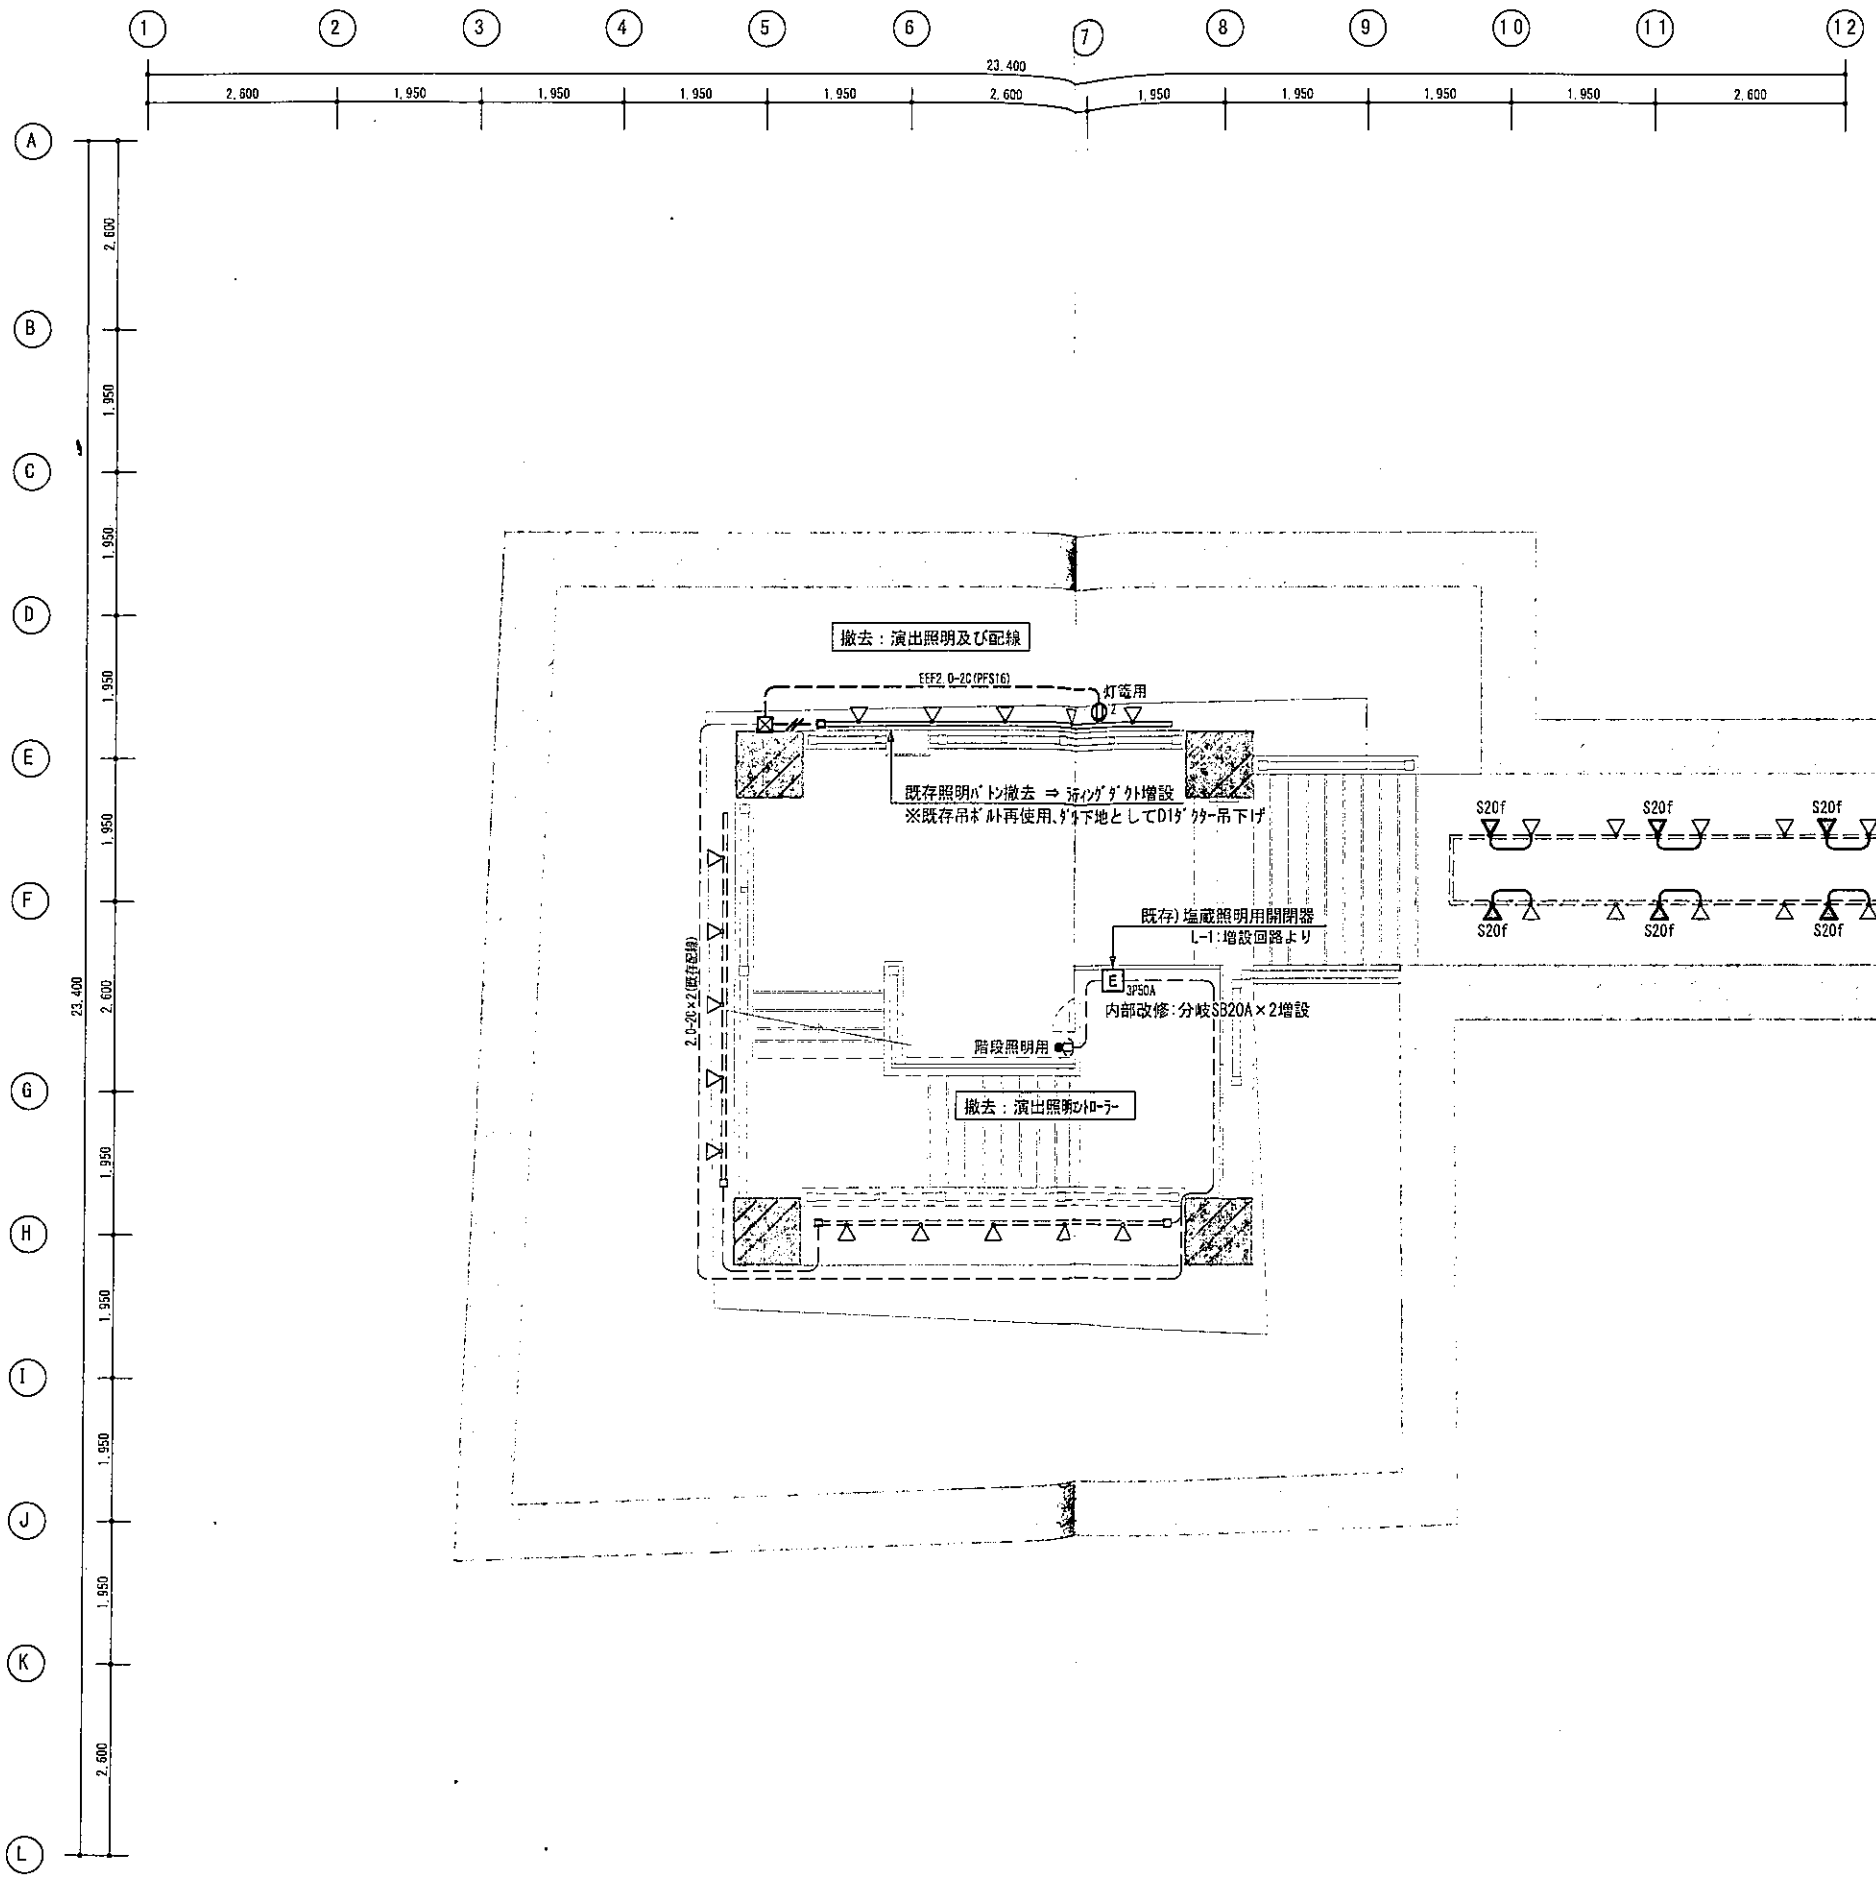 1 2 3 4 5 6 7 8 9 10 11 12
23.400
2,600 1,950 1,950 1,950 1,950 2,600 1,950 1,950 1,950 1,950 2,600
A
2,600
B
1,950
C
1,950
D
撤去：演出照明及び配線
1,950
EEF2.0-2C(PFS16)
灯篭用
2
E
既存照明バトン撤去 ⇒ ﾗｲﾃｨﾝｸﾞﾀﾞｸﾄ増設
※既存吊ボルト再使用、ﾀﾞｸﾄ下地としてD1ﾀﾞｸﾀｰ吊下げ
1,950
S20f S20f S20f
F
既存）塩蔵照明用開閉器
L-1:増設回路より
S20f S20f S20f
2.0-2C×2(既存配線)
23.400
2,600
E
3P50A
内部改修：分岐SB20A×2増設
階段照明用
G
撤去：演出照明ｺﾝﾄﾛｰﾗｰ
1,950
H
1,950
I
1,950
J
1,950
K
2,600
L